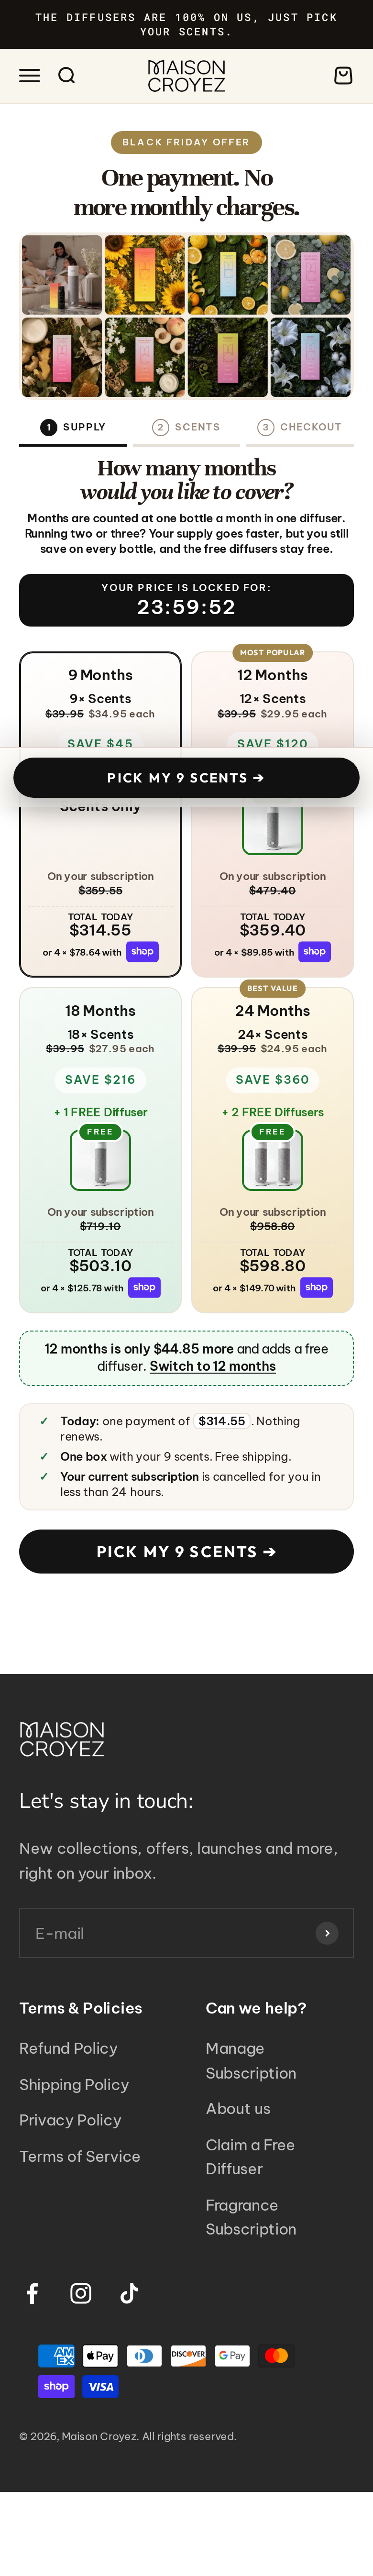 THE DIFFUSERS ARE 100% ON US, JUST PICK
YOUR SCENTS.
MAISON
CROYEZ
BLACK FRIDAY OFFER
One payment. No
more monthly charges.
1 SUPPLY
2 SCENTS
3 CHECKOUT
How many months
would you like to cover?
Months are counted at one bottle a month in one diffuser.
Running two or three? Your supply goes faster, but you still
save on every bottle, and the free diffusers stay free.
YOUR PRICE IS LOCKED FOR:
23:59:52
9 Months
9× Scents
$39.95 $34.95 each
SAVE $45
MOST POPULAR
12 Months
12× Scents
$39.95 $29.95 each
SAVE $120
PICK MY 9 SCENTS ➔
Scents only
On your subscription
$359.55
TOTAL TODAY
$314.55
or 4 × $78.64 with shop
On your subscription
$479.40
TOTAL TODAY
$359.40
or 4 × $89.85 with shop
18 Months
18× Scents
$39.95 $27.95 each
SAVE $216
+ 1 FREE Diffuser
FREE
On your subscription
$719.10
TOTAL TODAY
$503.10
or 4 × $125.78 with shop
BEST VALUE
24 Months
24× Scents
$39.95 $24.95 each
SAVE $360
+ 2 FREE Diffusers
FREE
On your subscription
$958.80
TOTAL TODAY
$598.80
or 4 × $149.70 with shop
12 months is only $44.85 more and adds a free
diffuser. Switch to 12 months
✓ Today: one payment of $314.55. Nothing
renews.
✓ One box with your 9 scents. Free shipping.
✓ Your current subscription is cancelled for you in
less than 24 hours.
PICK MY 9 SCENTS ➔
MAISON
CROYEZ
Let's stay in touch:
New collections, offers, launches and more,
right on your inbox.
E-mail
Terms & Policies
Refund Policy
Shipping Policy
Privacy Policy
Terms of Service
Can we help?
Manage
Subscription
About us
Claim a Free
Diffuser
Fragrance
Subscription
AMEX
Pay
DISCOVER
G Pay
shop
VISA
© 2026, Maison Croyez. All rights reserved.